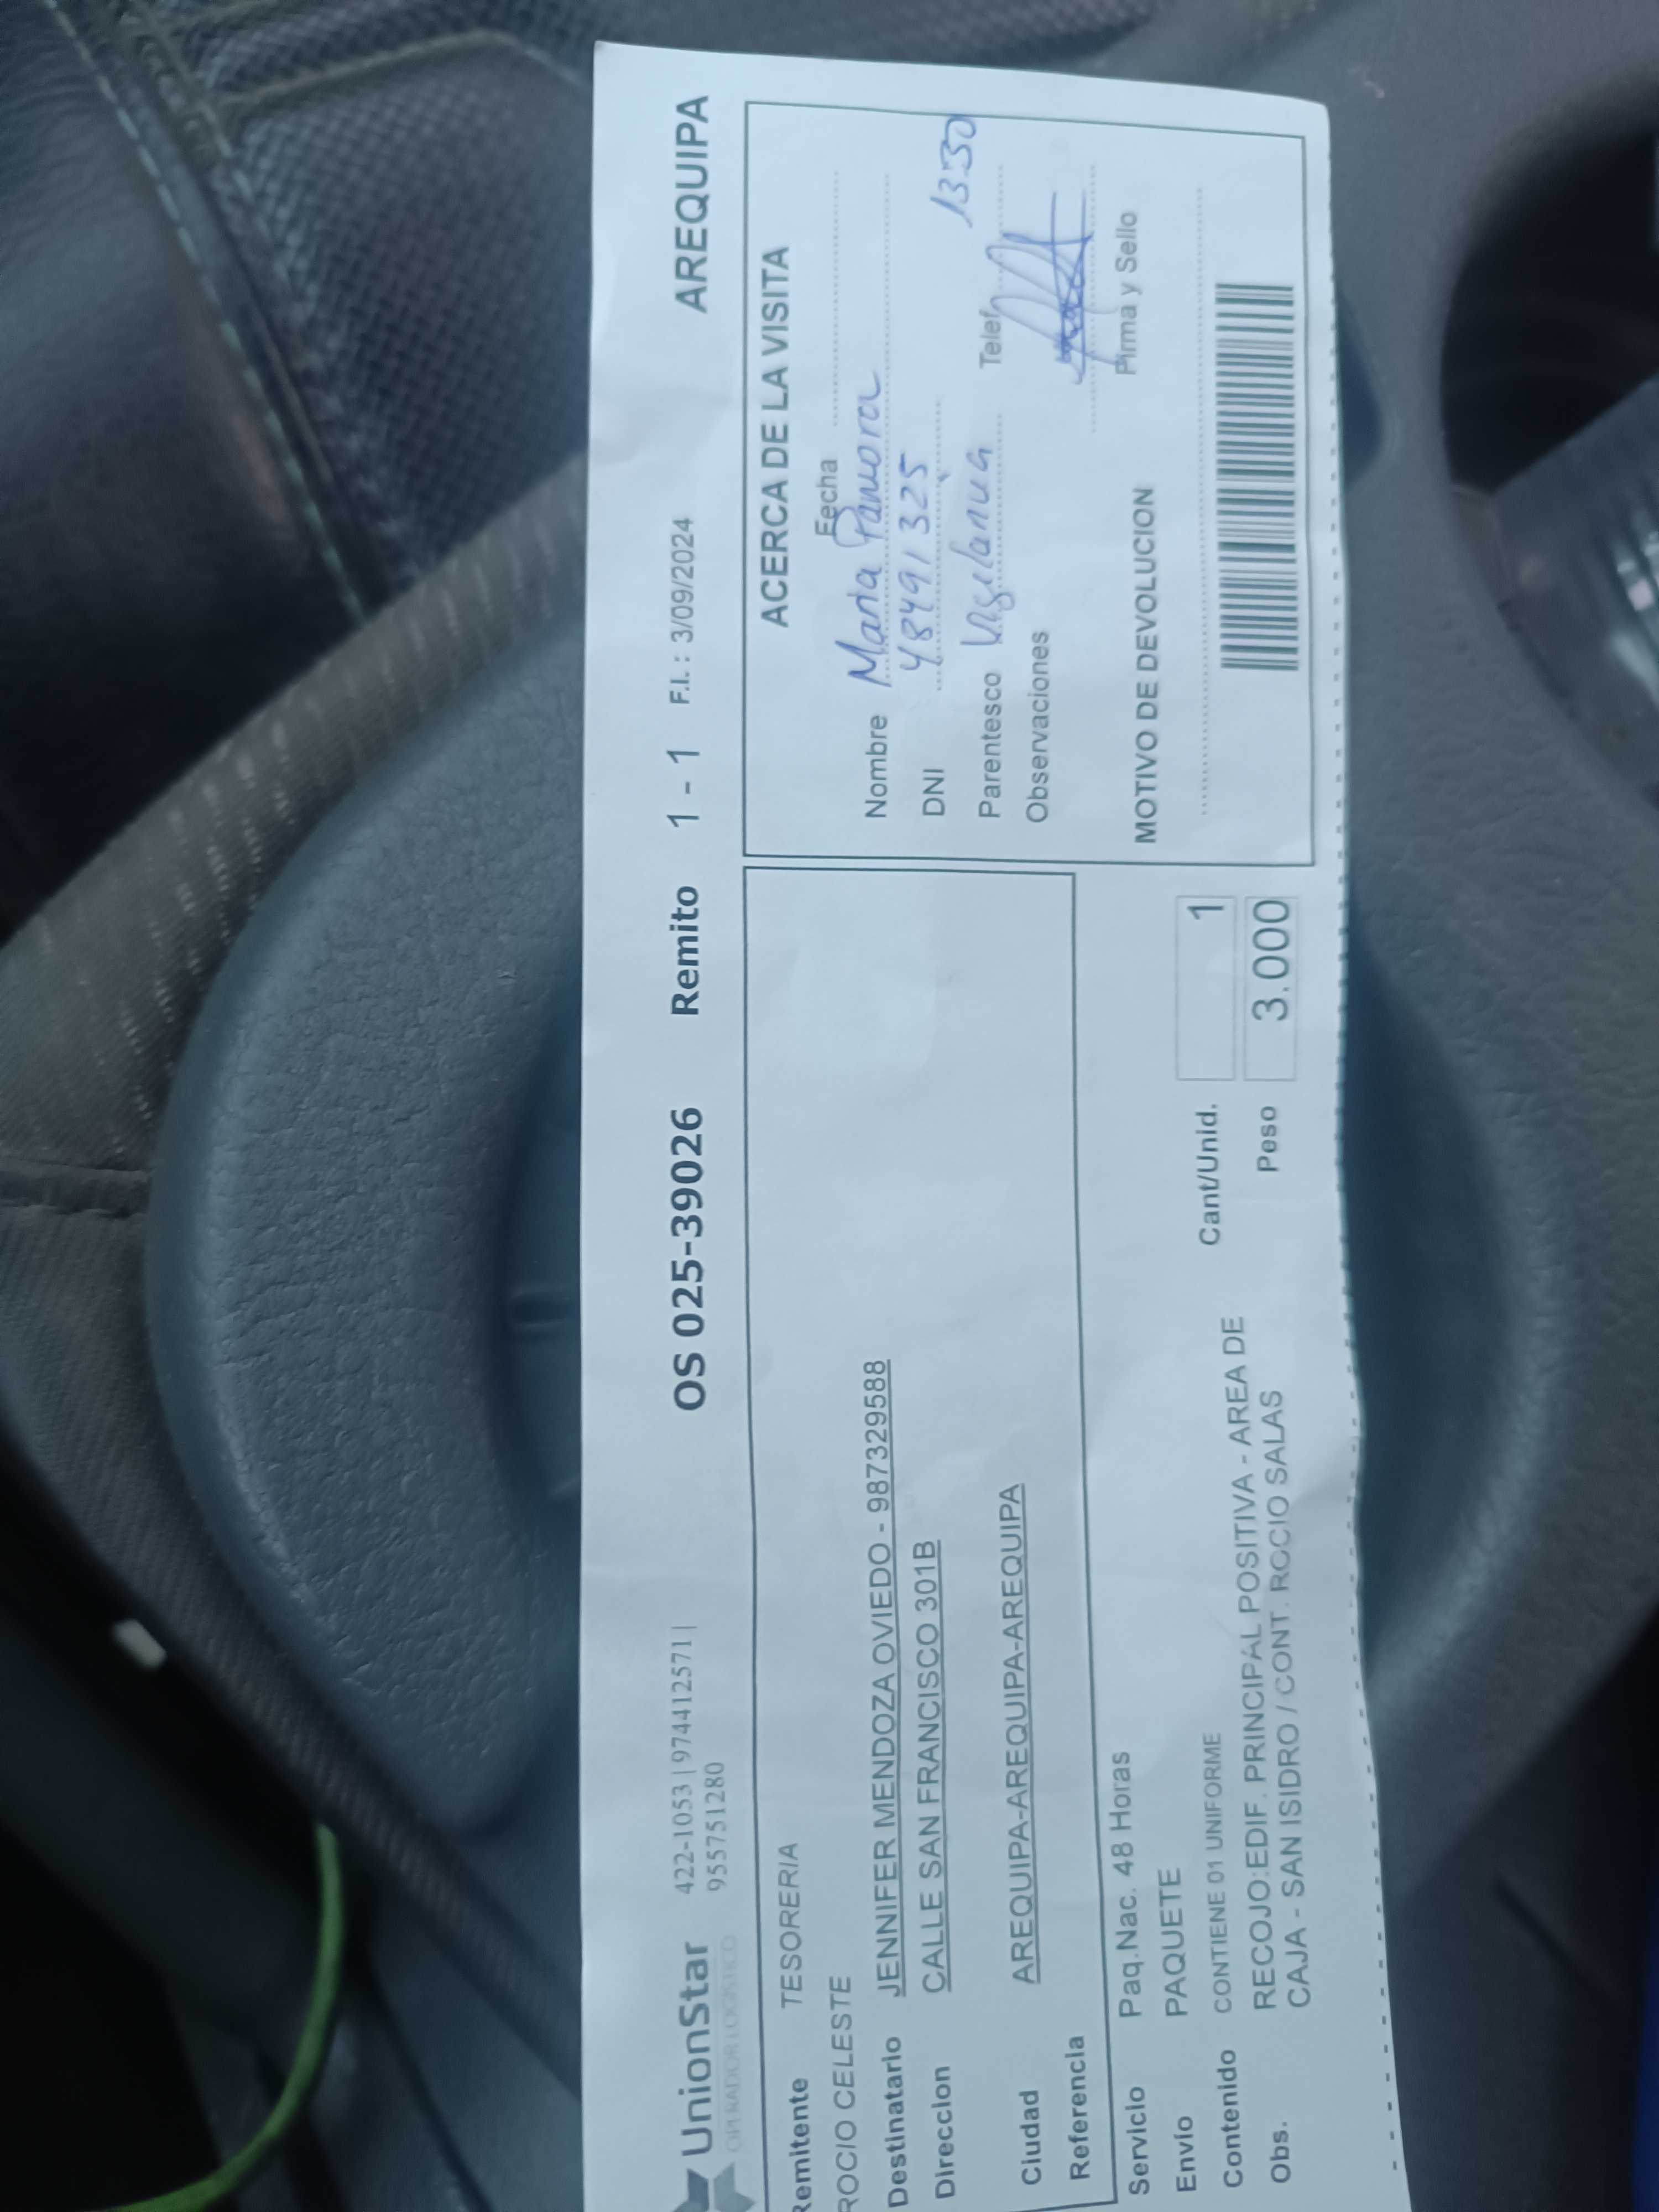 UnionStar 422-1053 | 974412571 | OS 025-39026 Remito 1 - 1 F.I. : 3/09/2024 AREQUIPA
OPERADOR LOGISTICO 955751280
Remitente TESORERIA
ROCIO CELESTE
Destinatario JENNIFER MENDOZA OVIEDO - 987329588
Direccion CALLE SAN FRANCISCO 301B
Ciudad AREQUIPA-AREQUIPA-AREQUIPA
Referencia
Servicio Paq.Nac. 48 Horas
Envío PAQUETE
Contenido CONTIENE 01 UNIFORME Cant/Unid. 1
Obs. RECOJO:EDIF. PRINCIPAL POSITIVA - AREA DE
CAJA - SAN ISIDRO / CONT. ROCIO SALAS
Peso 3.000
ACERCA DE LA VISITA
Fecha
Nombre Maria
DNI 48491325 1330
Parentesco Telef.
Observaciones
Firma y Sello
MOTIVO DE DEVOLUCION